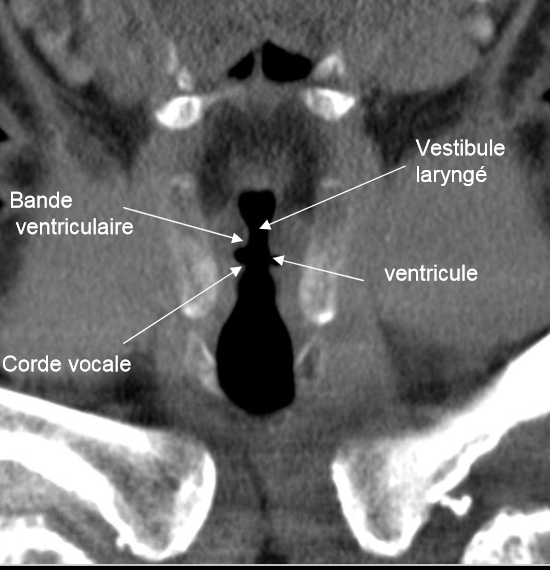 Vestibule
laryngé
Bande
ventriculaire
ventricule
Corde vocale